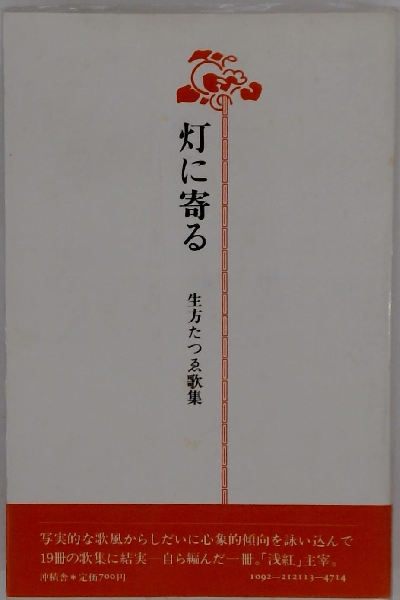 灯に寄る
生方たつゑ歌集
写実的な歌風からしだいに心象的傾向を詠い込んで
19冊の歌集に結実―自ら編んだ一冊。「浅紅」主宰。
沖積舎*定価700円
1092―212113―4714